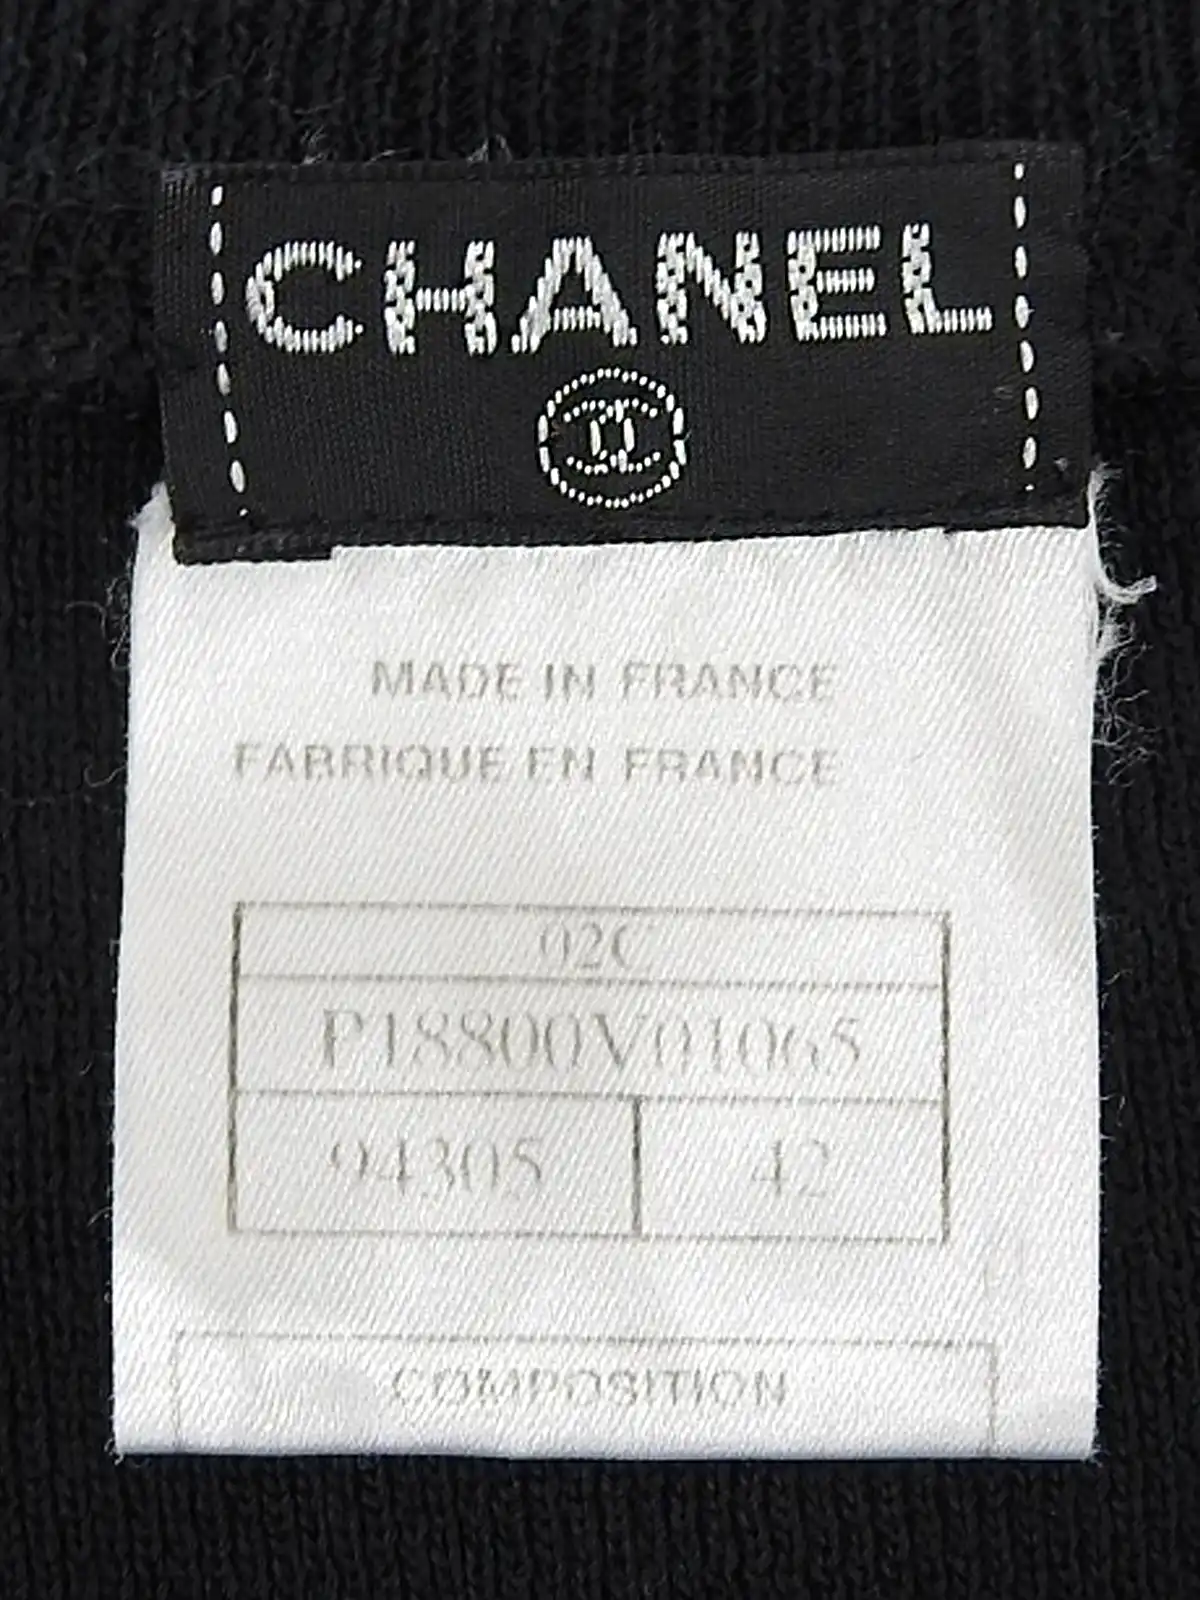 CHANEL
MADE IN FRANCE
FABRIQUE EN FRANCE
02C
P18800V01065
94305 42
COMPOSITION